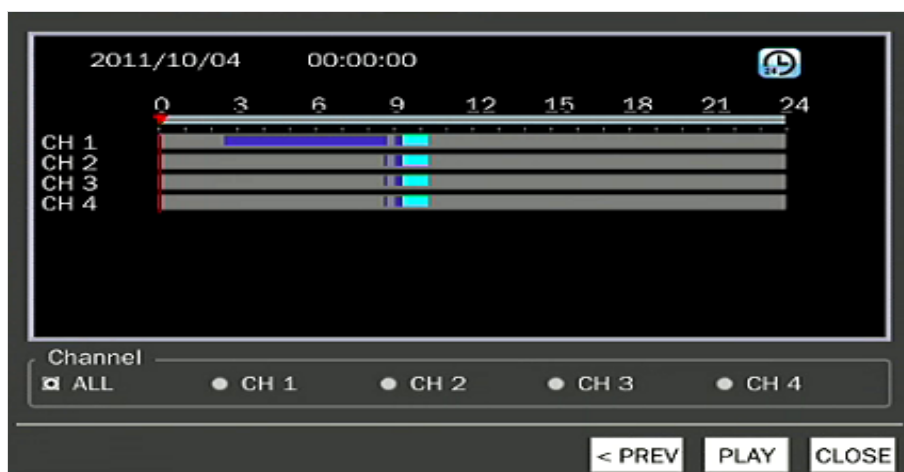 2011/10/04 00:00:00
24
0 3 6 9 12 15 18 21 24
CH 1
CH 2
CH 3
CH 4
Channel
ALL CH 1 CH 2 CH 3 CH 4
< PREV PLAY CLOSE